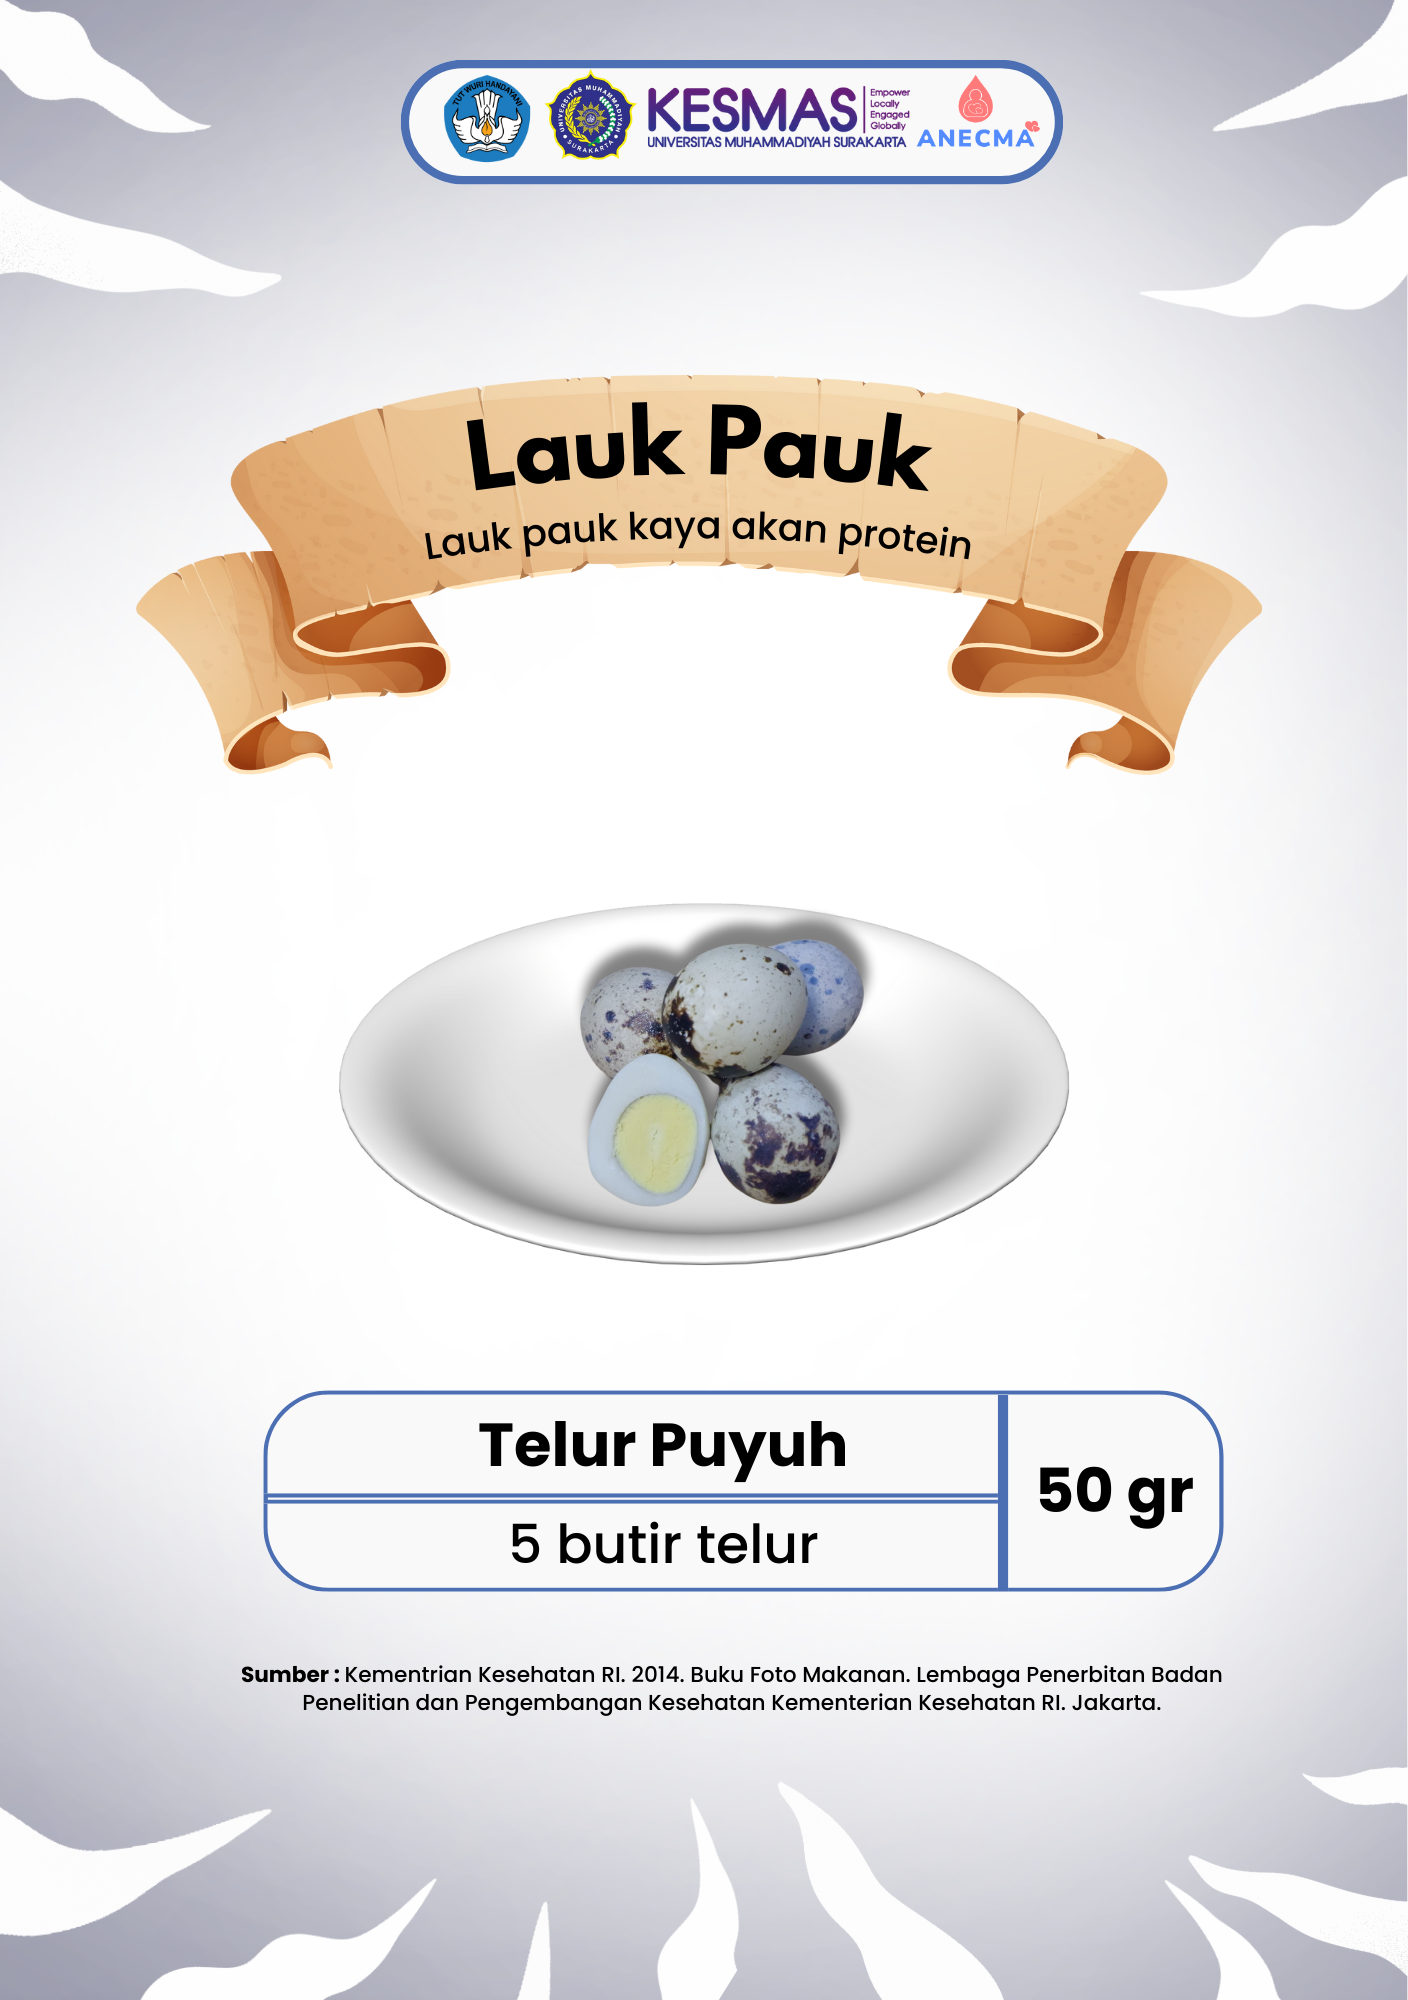 TUT WURI HANDAYANI
UNIVERSITAS MUHAMMADIYAH
SURAKARTA
KESMAS
Empower
Locally
Engaged
Globally
UNIVERSITAS MUHAMMADIYAH SURAKARTA
ANECMA
Lauk Pauk
Lauk pauk kaya akan protein
Telur Puyuh
50 gr
5 butir telur
Sumber : Kementrian Kesehatan RI. 2014. Buku Foto Makanan. Lembaga Penerbitan Badan
Penelitian dan Pengembangan Kesehatan Kementerian Kesehatan RI. Jakarta.